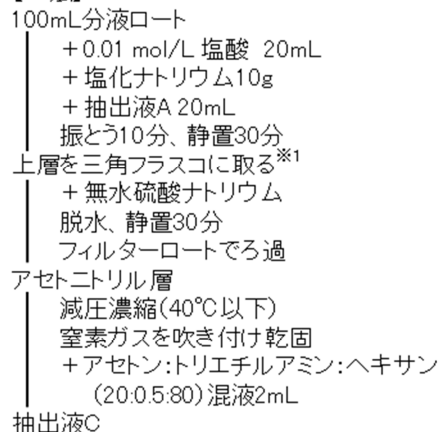 100mL分液ロート
＋0.01 mol/L 塩酸 20mL
＋塩化ナトリウム10g
＋抽出液A 20mL
振とう10分、静置30分
上層を三角フラスコに取る※1
＋無水硫酸ナトリウム
脱水、静置30分
フィルターロートでろ過
アセトニトリル層
減圧濃縮(40℃以下)
窒素ガスを吹き付け乾固
＋アセトン:トリエチルアミン:ヘキサン
(20:0.5:80)混液2mL
抽出液C